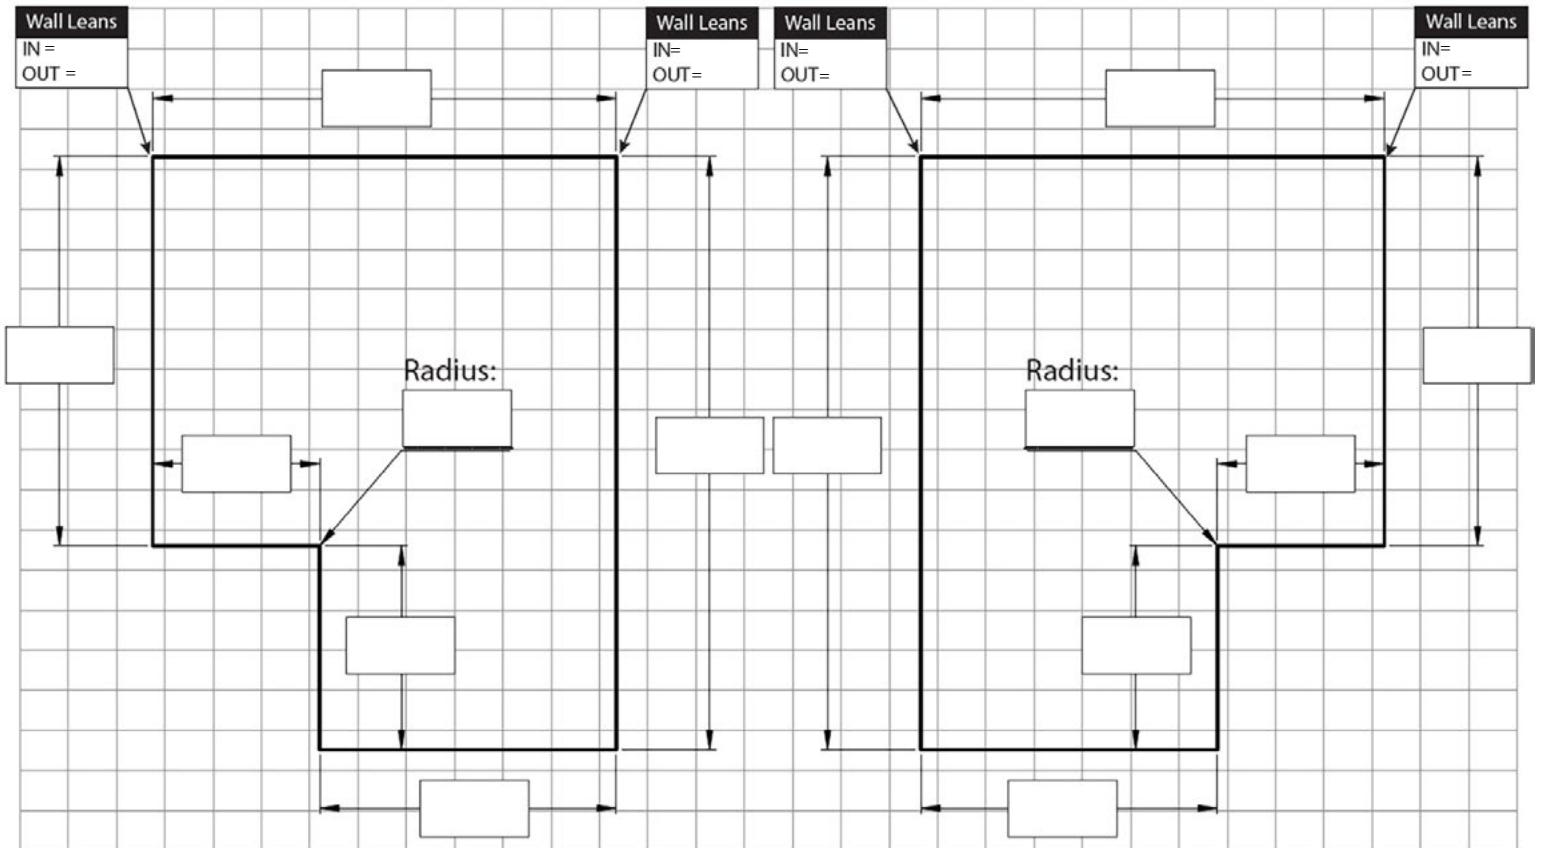 Wall Leans
IN =
OUT =
Wall Leans
IN=
OUT=
Wall Leans
IN=
OUT=
Wall Leans
IN=
OUT=
Radius:
Radius: